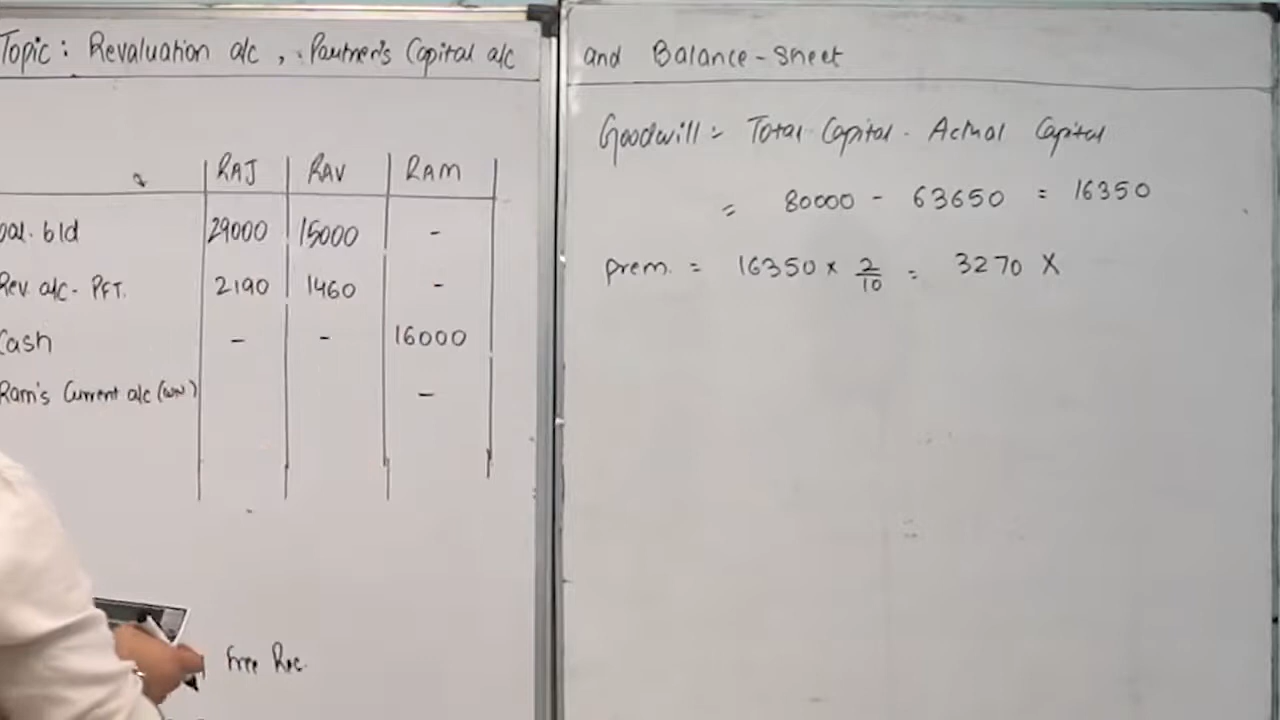 Topic: Revaluation a/c, Partner's Capital a/c and Balance-Sheet
RAJ RAV RAM
bal. b/d 29000 15000 -
Rev. a/c - PFT. 2190 1460 -
Cash - - 16000
Ram's Current a/c (WN) -
Free Rec.
Goodwill = Total Capital - Actual Capital
= 80000 - 63650 = 16350
prem. = 16350 x 2/10 = 3270 X